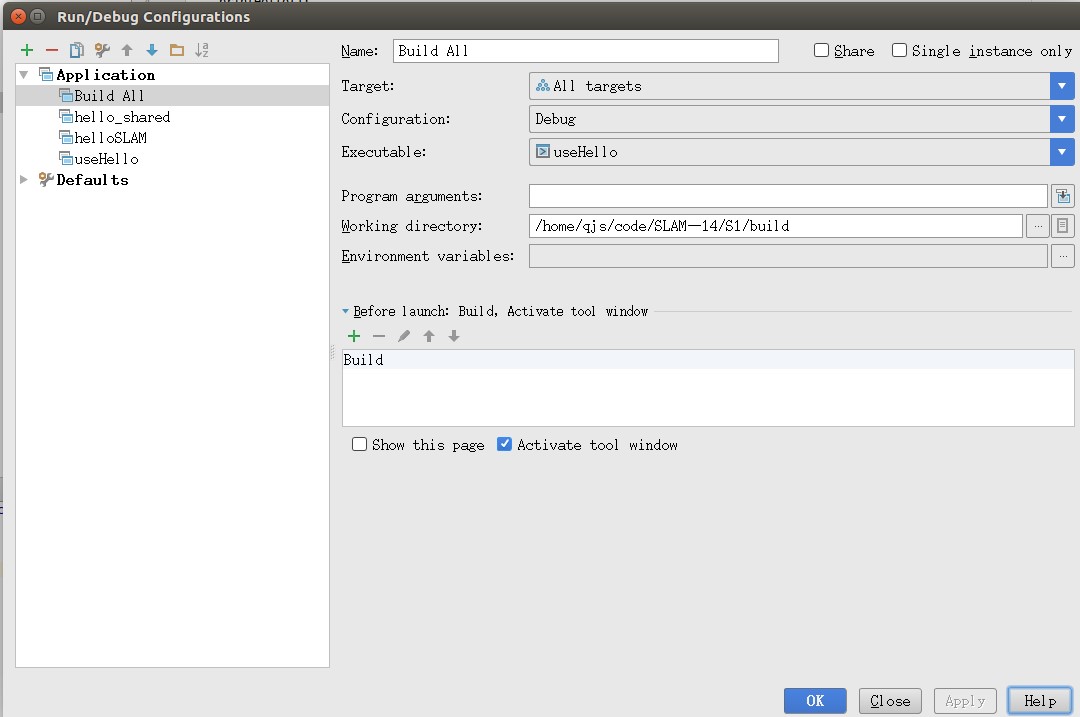 Run/Debug Configurations
Application
Build All
hello_shared
helloSLAM
useHello
Defaults
Name: Build All Share Single instance only
Target: All targets
Configuration: Debug
Executable: useHello
Program arguments:
Working directory: /home/qjs/code/SLAM—14/S1/build
Environment variables:
Before launch: Build, Activate tool window
Build
Show this page Activate tool window
OK Close Apply Help